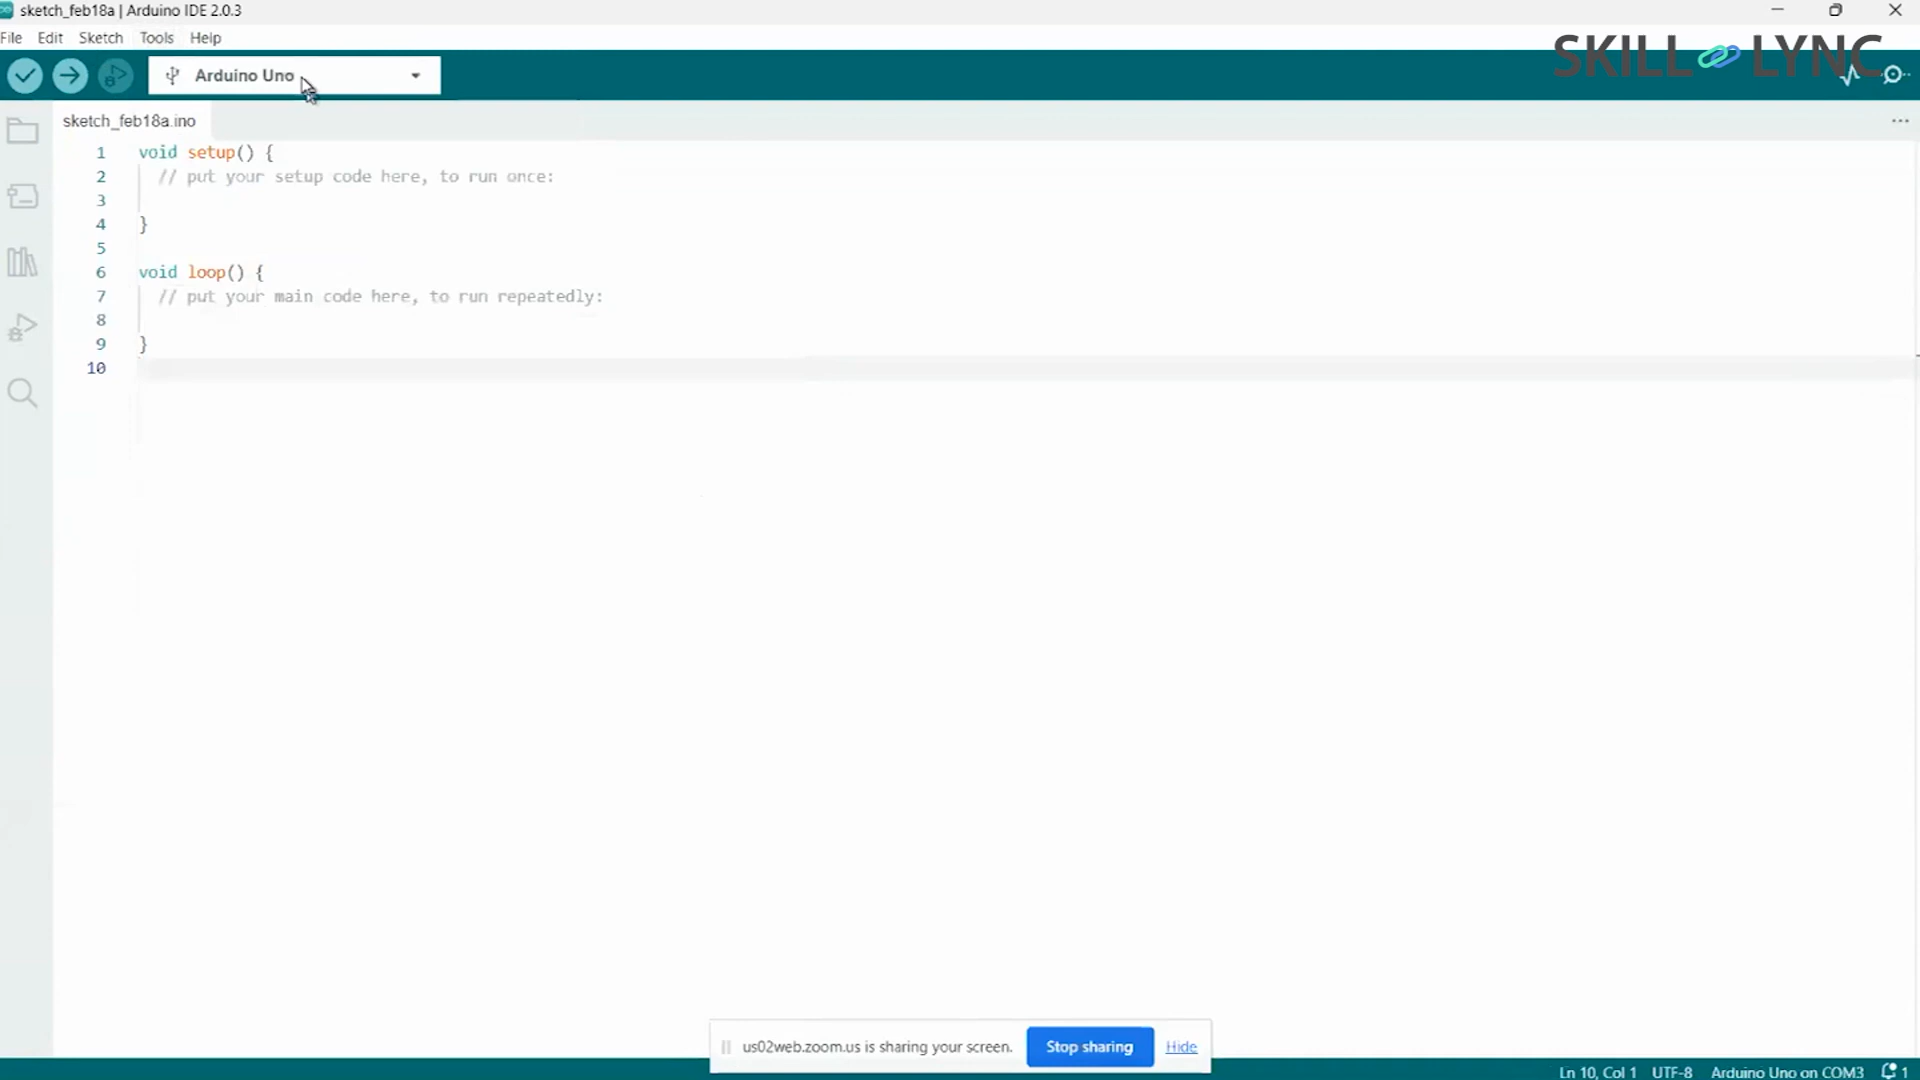 sketch_feb18a | Arduino IDE 2.0.3
File Edit Sketch Tools Help
SKILL LYNC
Arduino Uno
sketch_feb18a.ino
1 void setup() {
2 // put your setup code here, to run once:
3
4 }
5
6 void loop() {
7 // put your main code here, to run repeatedly:
8
9 }
10
us02web.zoom.us is sharing your screen. Stop sharing Hide
Ln 10, Col 1 UTF-8 Arduino Uno on COM3 1